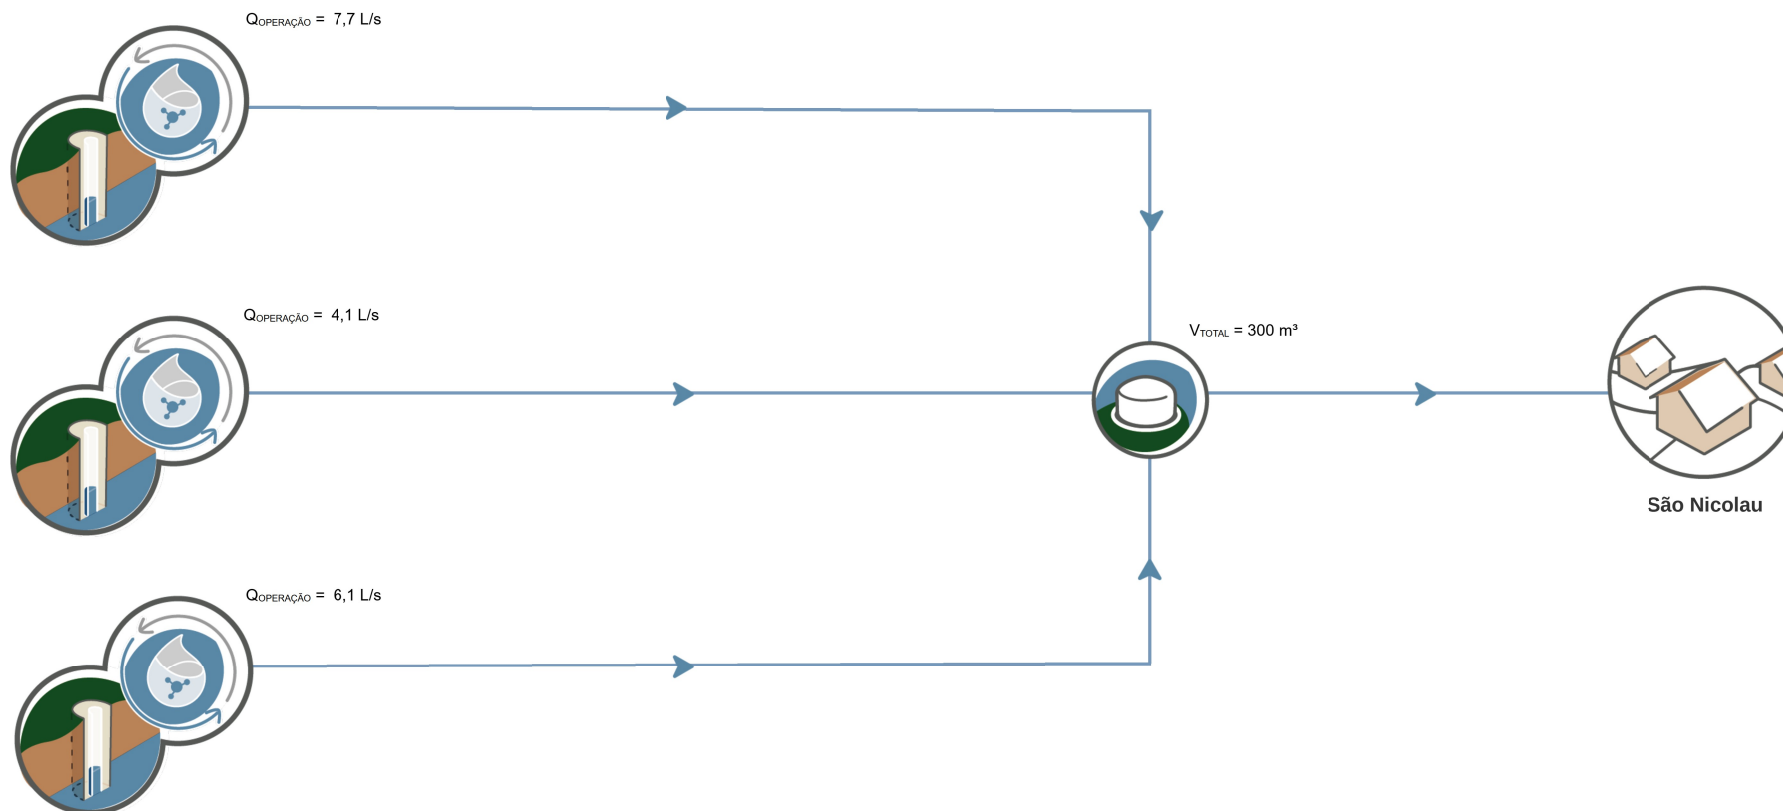 QOPERAÇÃO = 7,7 L/s
QOPERAÇÃO = 4,1 L/s
VTOTAL = 300 m³
São Nicolau
QOPERAÇÃO = 6,1 L/s